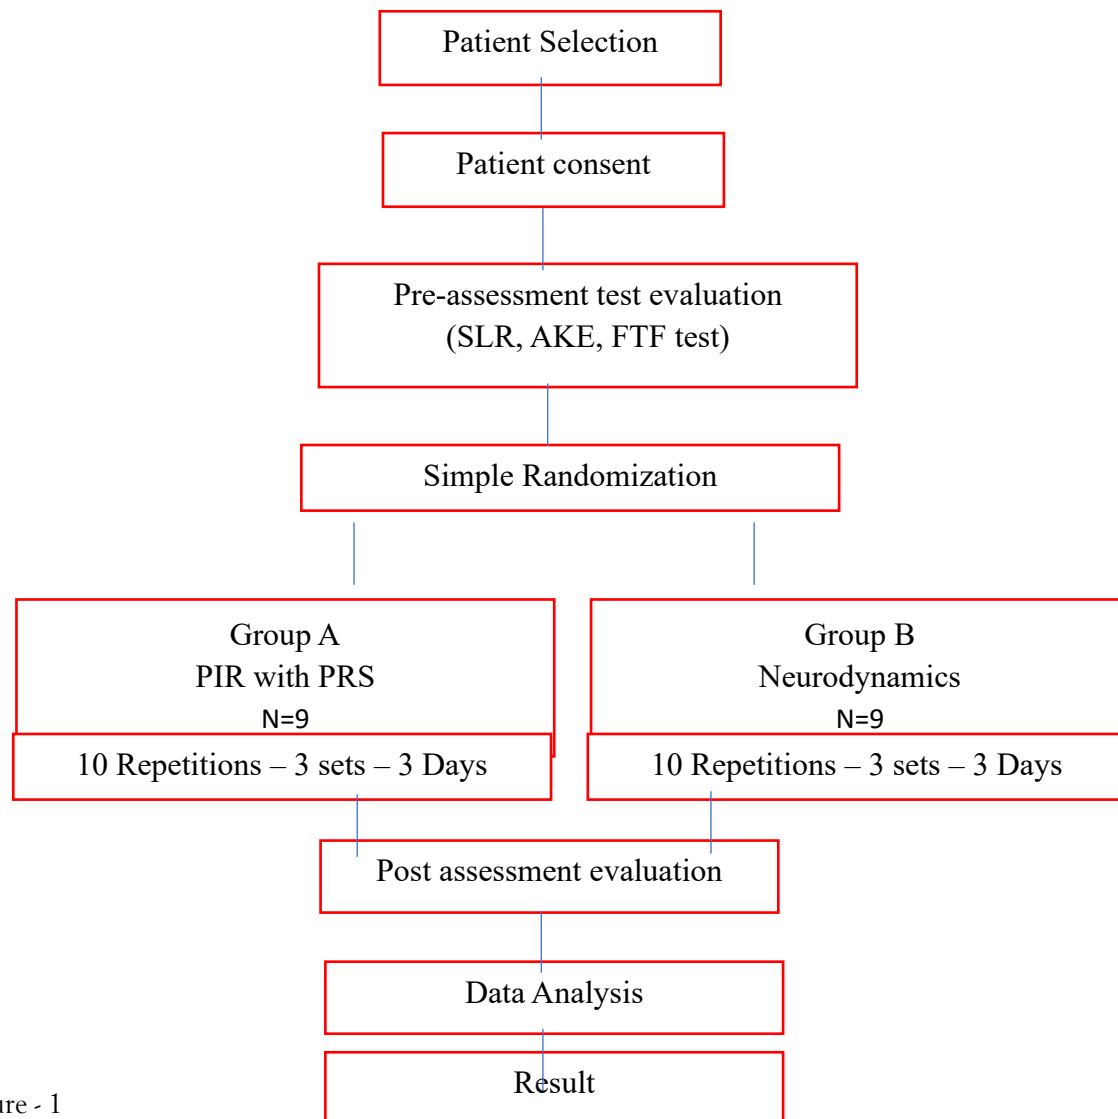 Patient Selection
Patient consent
Pre-assessment test evaluation
(SLR, AKE, FTF test)
Simple Randomization
Group A
PIR with PRS
N=9
10 Repetitions – 3 sets – 3 Days
Group B
Neurodynamics
N=9
10 Repetitions – 3 sets – 3 Days
Post assessment evaluation
Data Analysis
Result
ure - 1